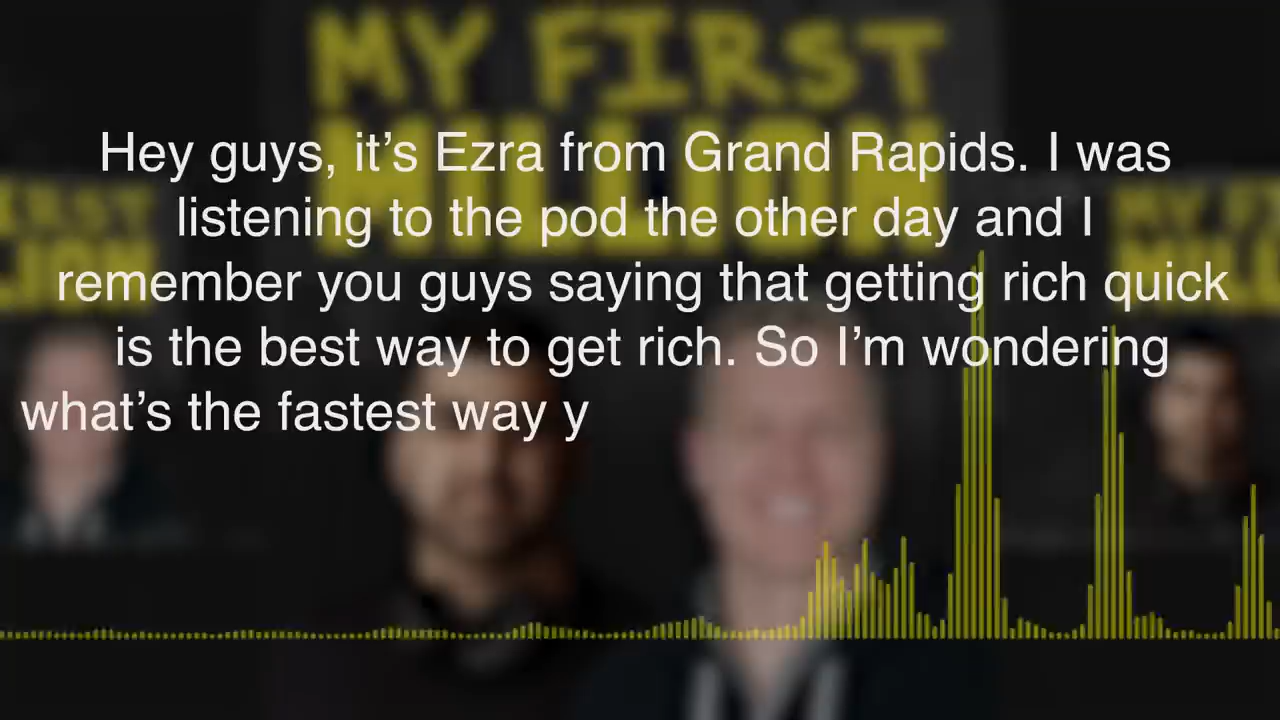 MY FIRST
MILLION
Hey guys, it’s Ezra from Grand Rapids. I was
listening to the pod the other day and I
remember you guys saying that getting rich quick
is the best way to get rich. So I’m wondering
what’s the fastest way y